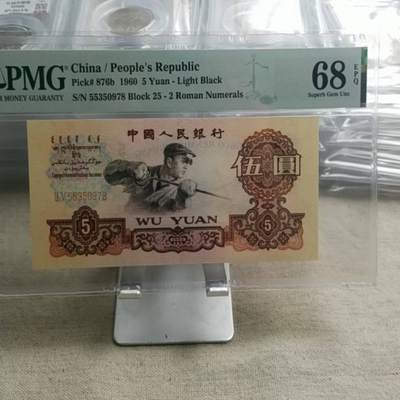 PMG
MONEY GUARANTY
China / People's Republic
Pick# 876b 1960 5 Yuan - Light Black
S/N 55350978 Block 25 - 2 Roman Numerals
68 EPQ
Superb Gem Unc
中國人民銀行
伍圓
5
WU YUAN
5